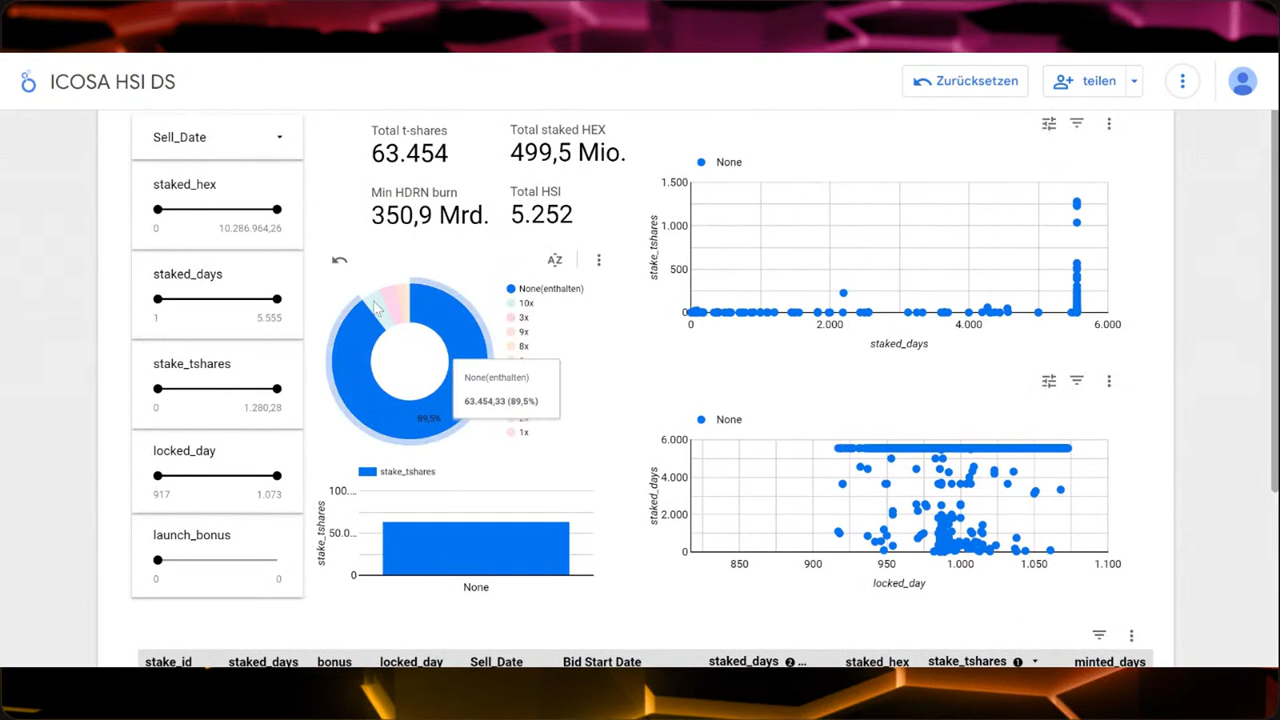 ICOSA HSI DS
Zurücksetzen
teilen
Sell_Date
staked_hex
0 10.286.964,26
staked_days
1 5.555
stake_tshares
0 1.280,28
locked_day
917 1.073
launch_bonus
0 0
Total t-shares
63.454
Total staked HEX
499,5 Mio.
Min HDRN burn
350,9 Mrd.
Total HSI
5.252
AZ
None(enthalten)
10x
3x
9x
8x
1x
89,5%
None(enthalten)
63.454,33 (89,5%)
stake_tshares
100....
50.0...
0
stake_tshares
None
None
1.500
1.000
500
0
stake_tshares
0 2.000 4.000 6.000
staked_days
None
6.000
4.000
2.000
0
staked_days
850 900 950 1.000 1.050 1.100
locked_day
stake_id staked_days bonus locked_day Sell_Date Bid Start Date staked_days 2 ... staked_hex stake_tshares 1 minted_days